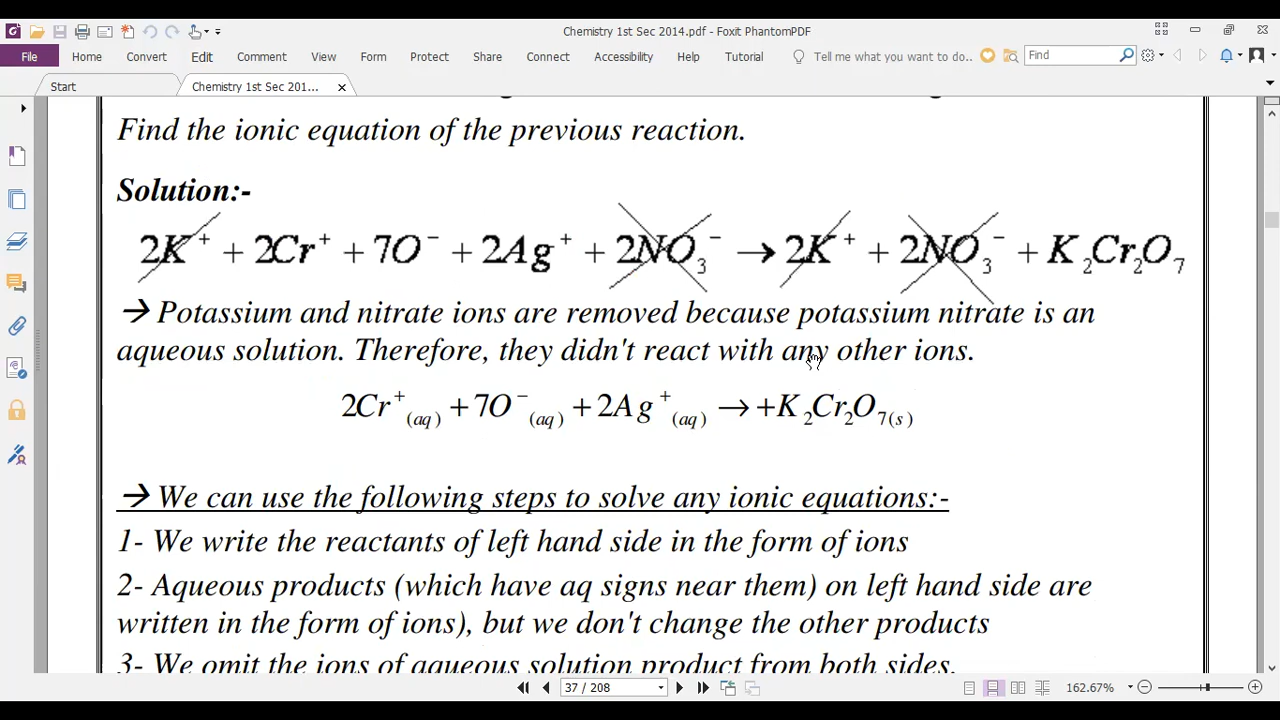 Chemistry 1st Sec 2014.pdf - Foxit PhantomPDF
File Home Convert Edit Comment View Form Protect Share Connect Accessibility Help Tutorial Tell me what you want to do.. Find
Start Chemistry 1st Sec 201...
Find the ionic equation of the previous reaction.
Solution:-
2K⁺ + 2Cr⁺ + 7O⁻ + 2Ag⁺ + 2NO₃⁻ → 2K⁺ + 2NO₃⁻ + K₂Cr₂O₇
→ Potassium and nitrate ions are removed because potassium nitrate is an
aqueous solution. Therefore, they didn't react with any other ions.
2Cr⁺(aq) + 7O⁻(aq) + 2Ag⁺(aq) → +K₂Cr₂O₇(s)
→ We can use the following steps to solve any ionic equations:-
1- We write the reactants of left hand side in the form of ions
2- Aqueous products (which have aq signs near them) on left hand side are
written in the form of ions), but we don't change the other products
3- We omit the ions of aqueous solution product from both sides.
37 / 208 162.67%